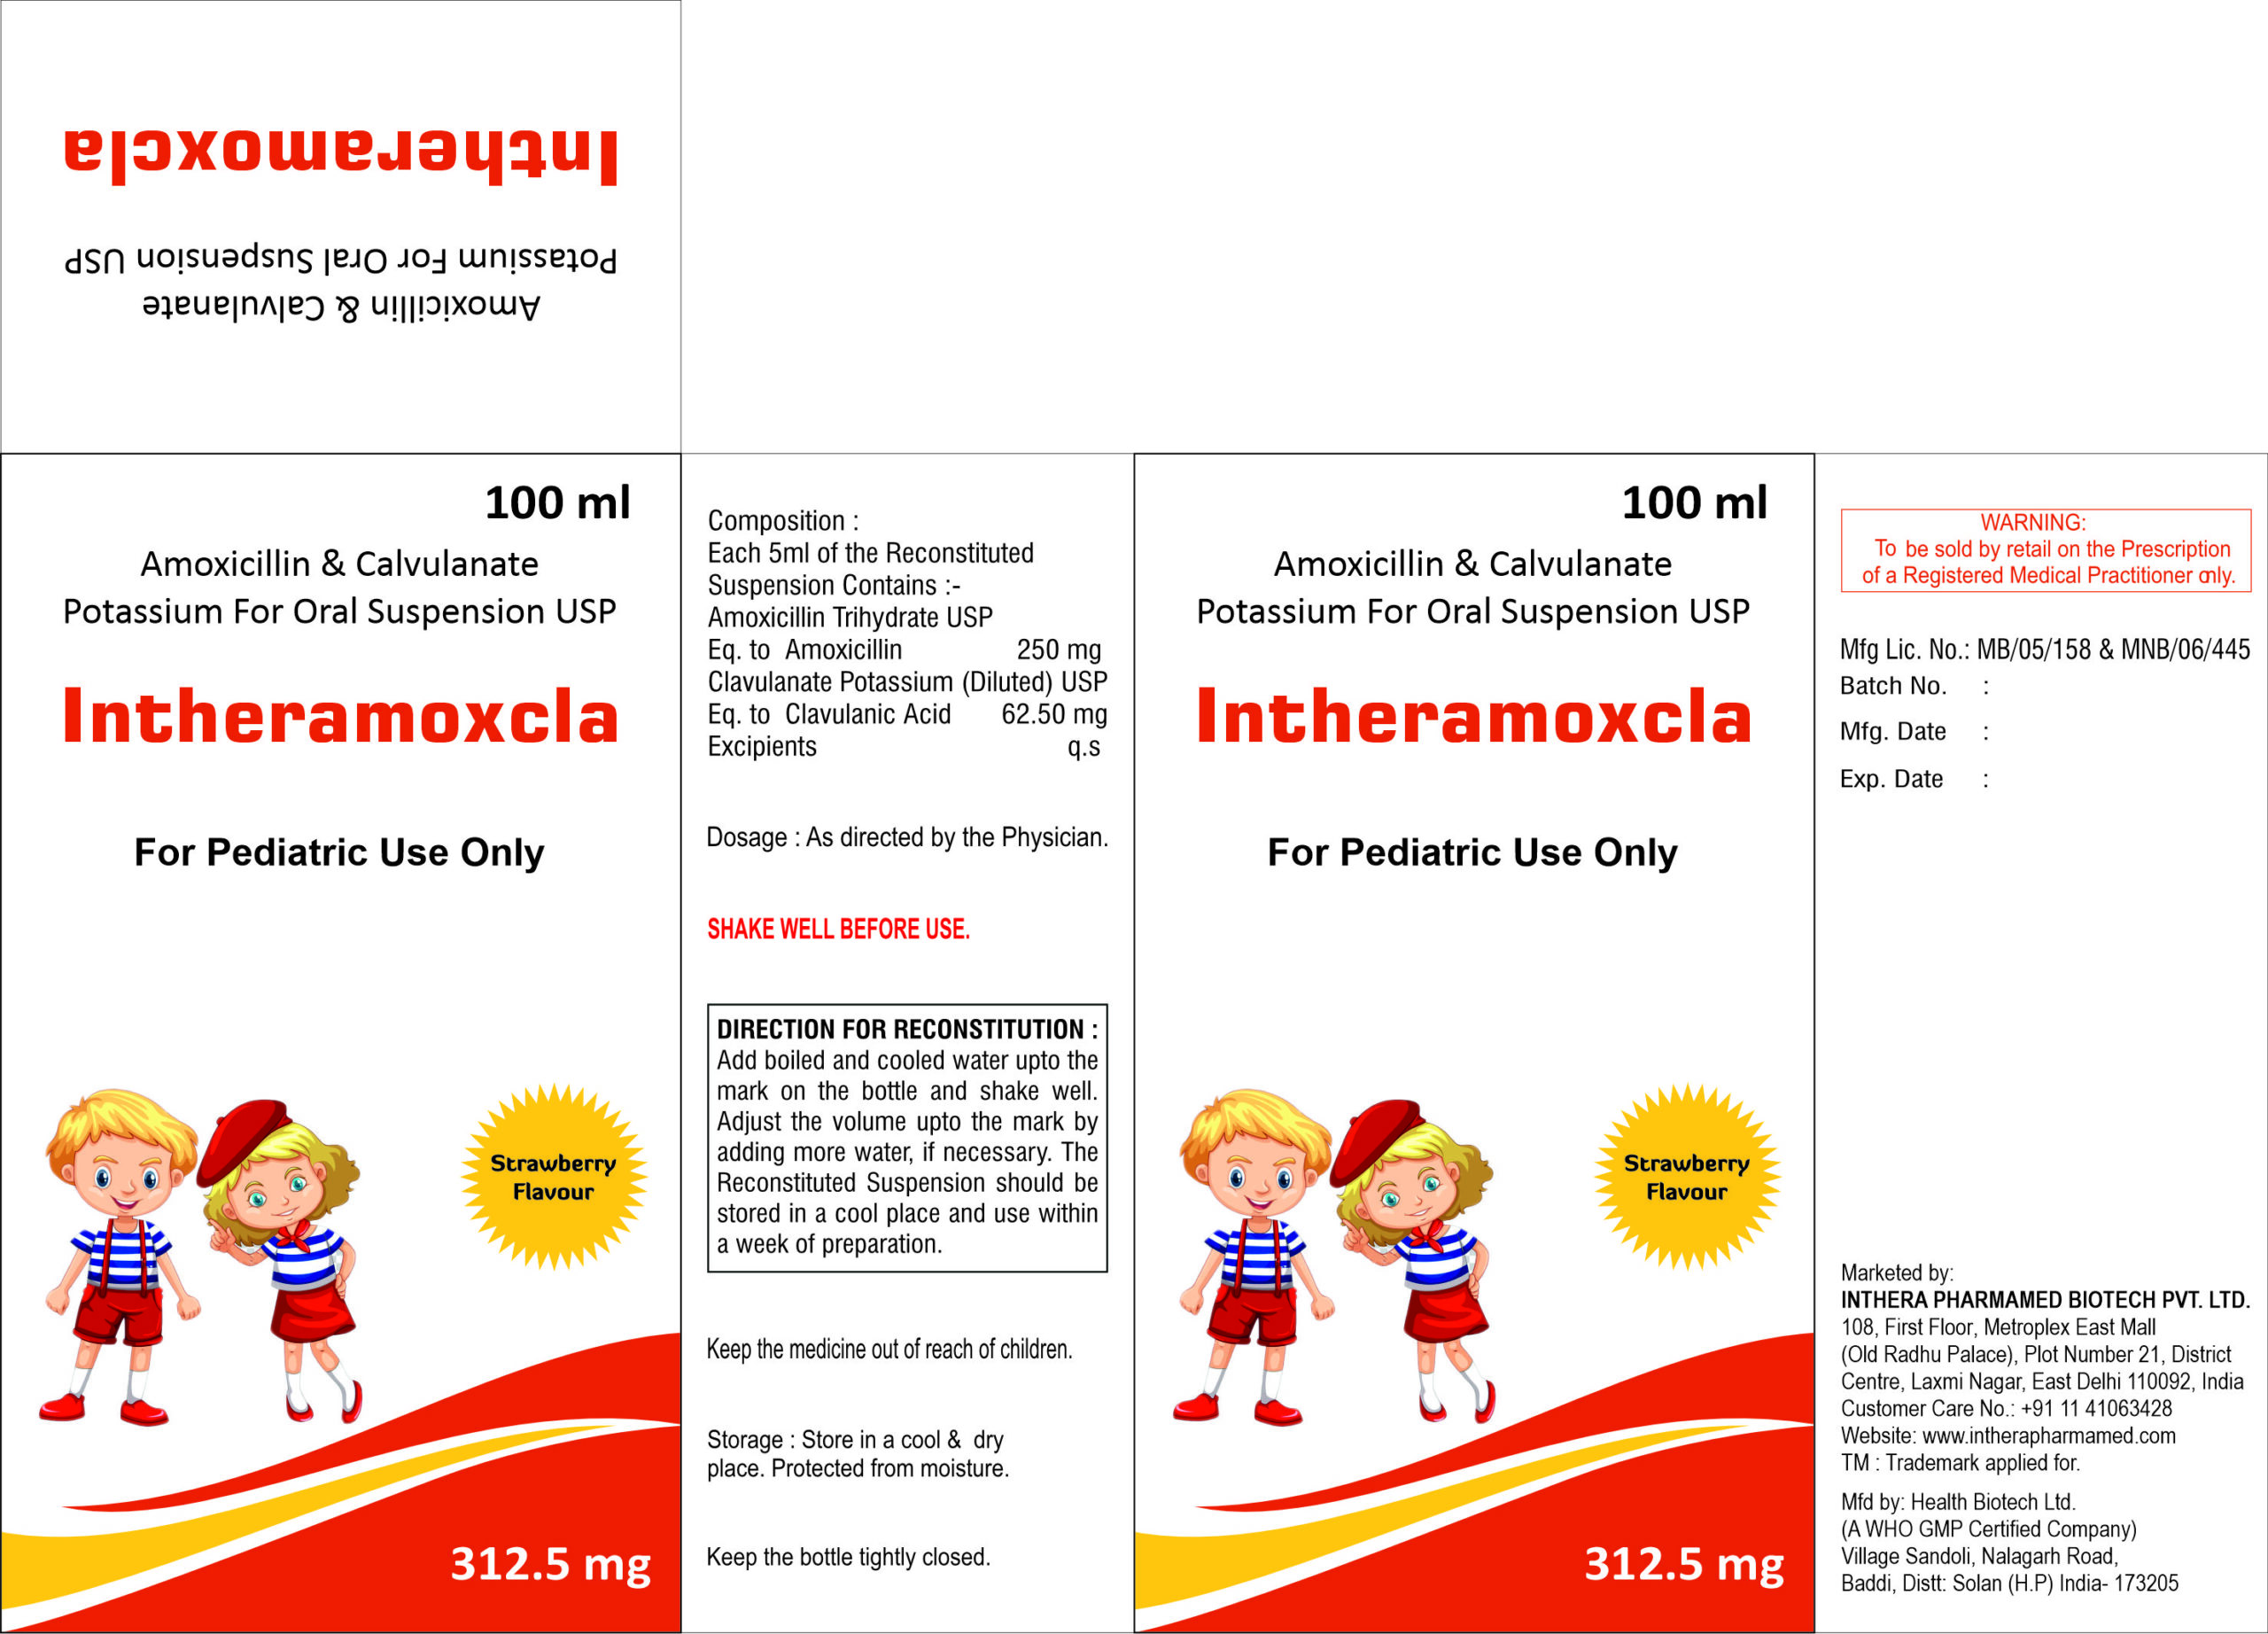 Intheramoxcla
Potassium For Oral Suspension USP
Amoxicillin & Calvulanate
100 ml
Amoxicillin & Calvulanate
Potassium For Oral Suspension USP
Intheramoxcla
For Pediatric Use Only
Strawberry
Flavour
312.5 mg
Composition :
Each 5ml of the Reconstituted
Suspension Contains :-
Amoxicillin Trihydrate USP
Eq. to Amoxicillin 250 mg
Clavulanate Potassium (Diluted) USP
Eq. to Clavulanic Acid 62.50 mg
Excipients q.s
Dosage : As directed by the Physician.
SHAKE WELL BEFORE USE.
DIRECTION FOR RECONSTITUTION :
Add boiled and cooled water upto the
mark on the bottle and shake well.
Adjust the volume upto the mark by
adding more water, if necessary. The
Reconstituted Suspension should be
stored in a cool place and use within
a week of preparation.
Keep the medicine out of reach of children.
Storage : Store in a cool & dry
place. Protected from moisture.
Keep the bottle tightly closed.
100 ml
Amoxicillin & Calvulanate
Potassium For Oral Suspension USP
Intheramoxcla
For Pediatric Use Only
Strawberry
Flavour
312.5 mg
WARNING:
To be sold by retail on the Prescription
of a Registered Medical Practitioner only.
Mfg Lic. No.: MB/05/158 & MNB/06/445
Batch No. :
Mfg. Date :
Exp. Date :
Marketed by:
INTHERA PHARMAMED BIOTECH PVT. LTD.
108, First Floor, Metroplex East Mall
(Old Radhu Palace), Plot Number 21, District
Centre, Laxmi Nagar, East Delhi 110092, India
Customer Care No.: +91 11 41063428
Website: www.intherapharmamed.com
TM : Trademark applied for.
Mfd by: Health Biotech Ltd.
(A WHO GMP Certified Company)
Village Sandoli, Nalagarh Road,
Baddi, Distt: Solan (H.P) India- 173205